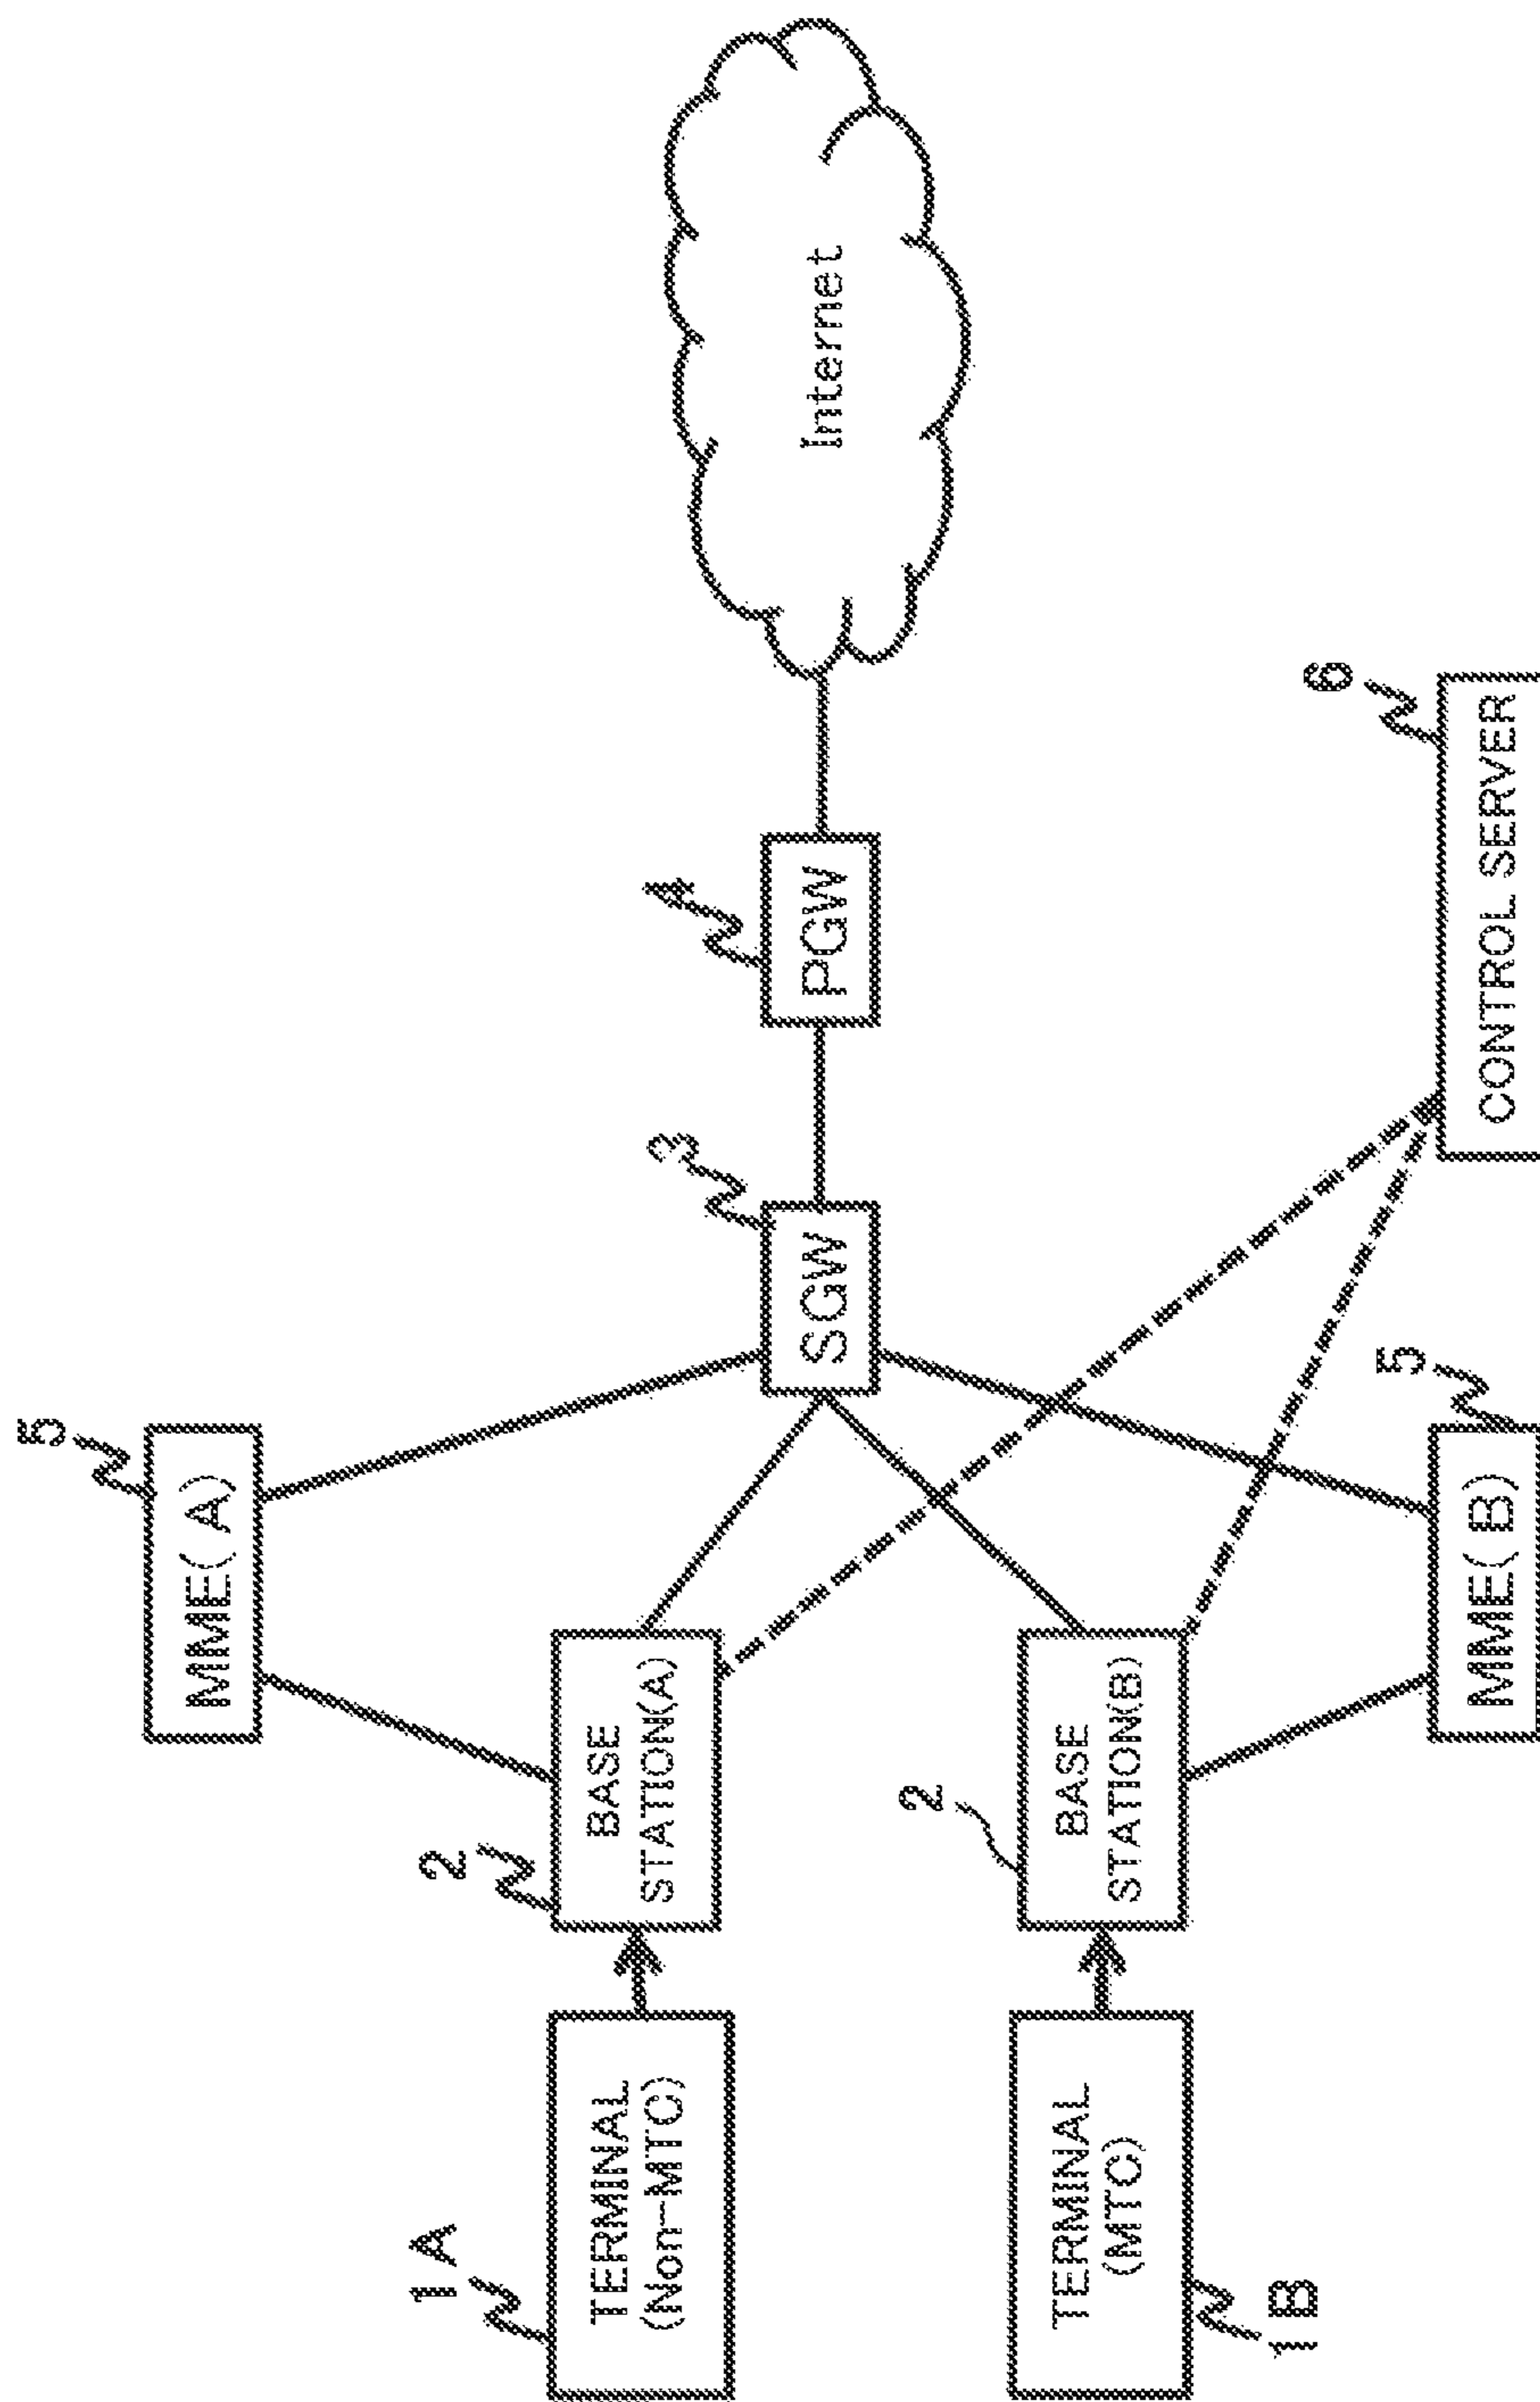 5
MME( A)
1A
TERMINAL
(Non-MTC)
2
BASE
STATION(A)
3
SGW
4
PGW
Internet
TERMINAL
(MTC)
1B
2
BASE
STATION(B)
5
MME( B)
6
CONTROL SERVER